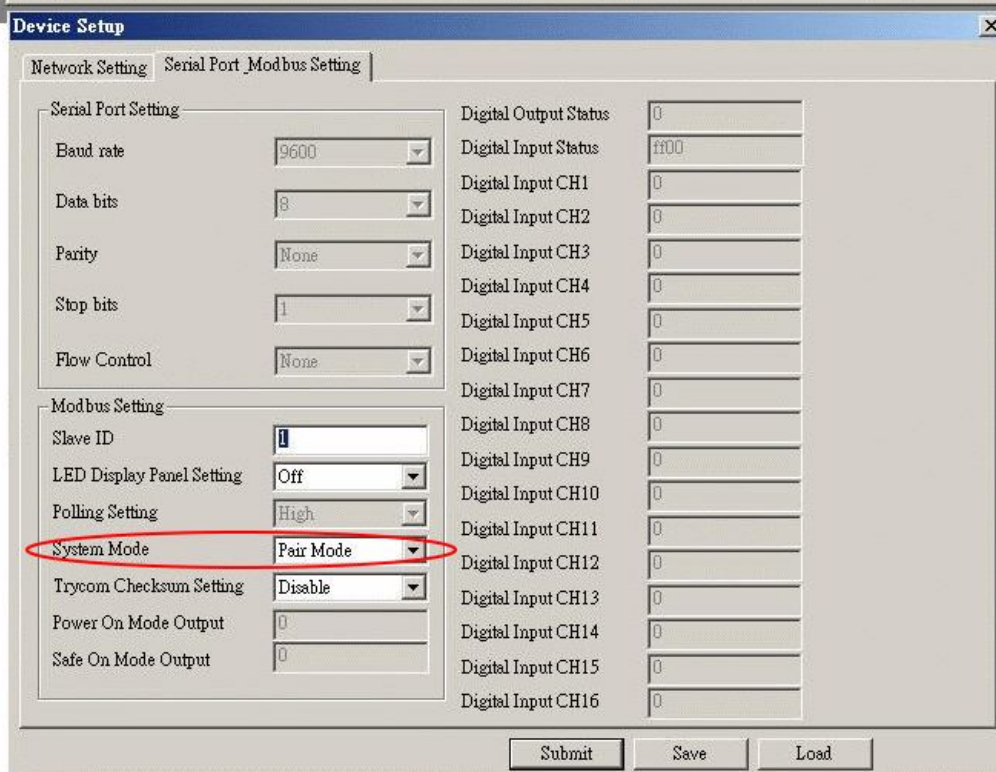 Device Setup
Network Setting
Serial Port_Modbus Setting
Serial Port Setting
Baud rate
9600
Data bits
8
Parity
None
Stop bits
1
Flow Control
None
Modbus Setting
Slave ID
1
LED Display Panel Setting
Off
Polling Setting
High
System Mode
Pair Mode
Trycom Checksum Setting
Disable
Power On Mode Output
0
Safe On Mode Output
0
Digital Output Status
0
Digital Input Status
ff00
Digital Input CH1
0
Digital Input CH2
0
Digital Input CH3
0
Digital Input CH4
0
Digital Input CH5
0
Digital Input CH6
0
Digital Input CH7
0
Digital Input CH8
0
Digital Input CH9
0
Digital Input CH10
0
Digital Input CH11
0
Digital Input CH12
0
Digital Input CH13
0
Digital Input CH14
0
Digital Input CH15
0
Digital Input CH16
0
Submit
Save
Load